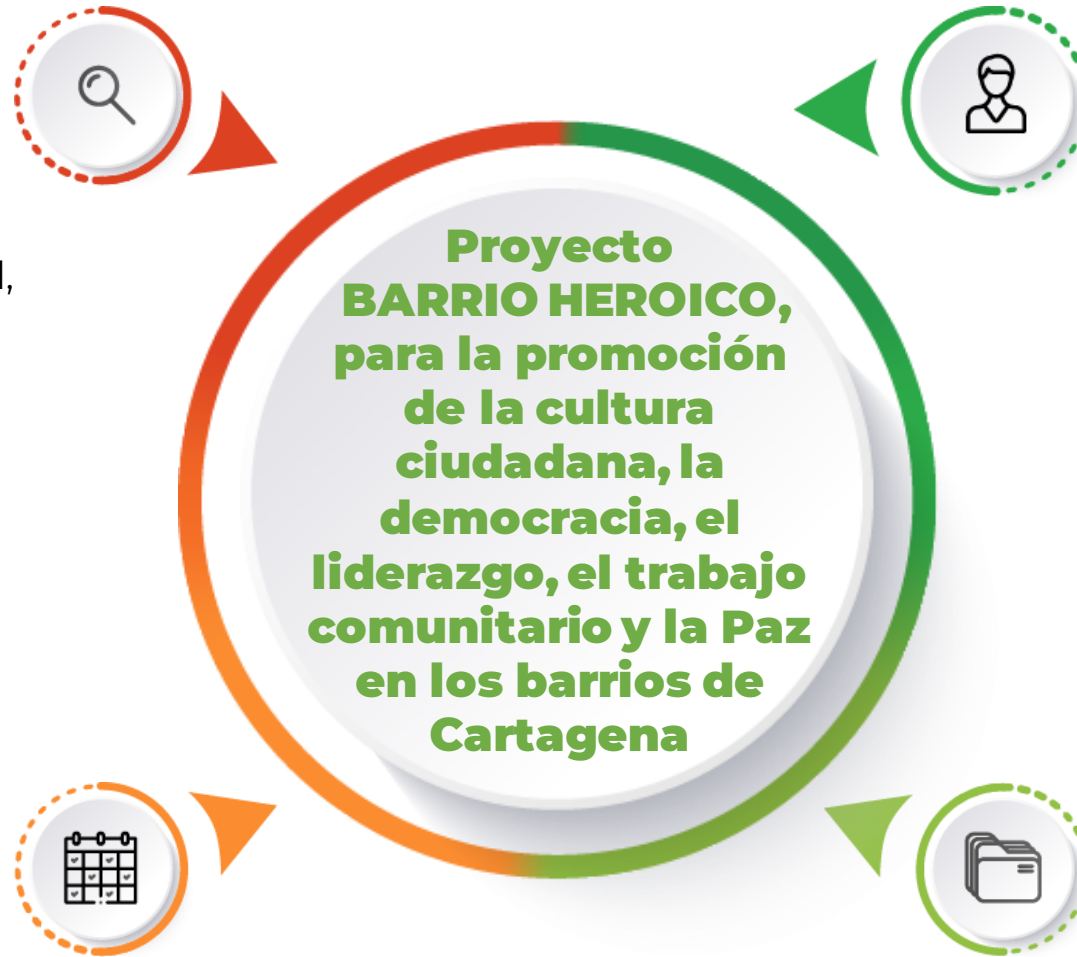 Proyecto
BARRIO HEROICO,
para la promoción
de la cultura
ciudadana, la
democracia, el
liderazgo, el trabajo
comunitario y la Paz
en los barrios de
Cartagena